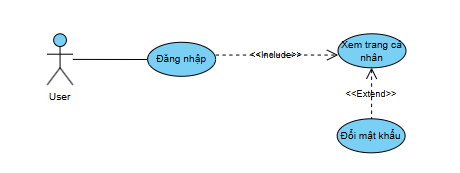 Xem trang cá
nhân
Đăng nhập
<<Include>>
User
<<Extend>>
Đổi mật khẩu